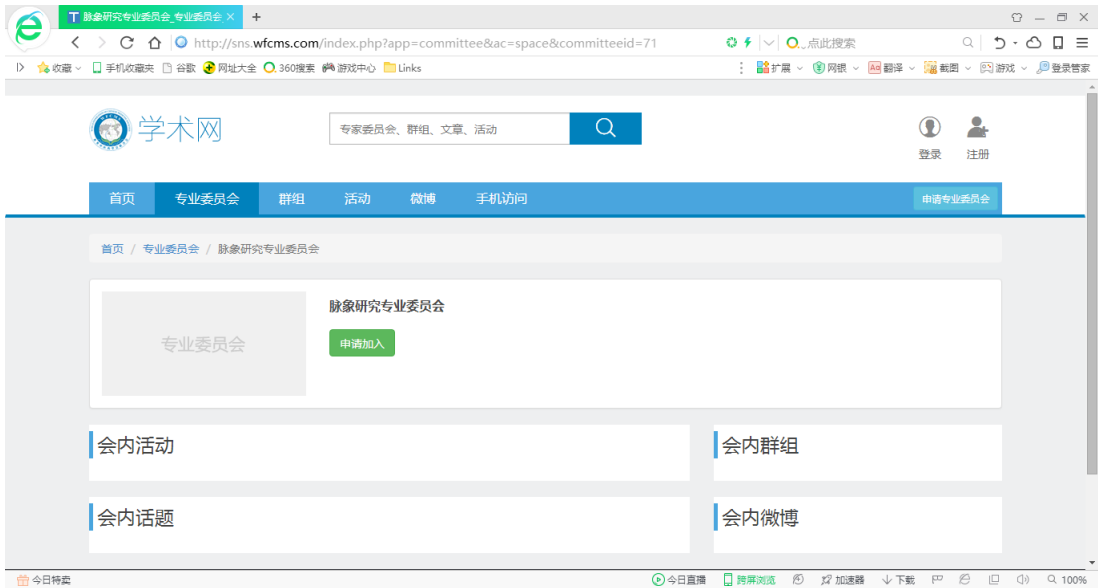 脉象研究专业委员会_专业委员会
http://sns.wfcms.com/index.php?app=committee&ac=space&committeeid=71
点此搜索
收藏 手机收藏夹 谷歌 网址大全 360搜索 游戏中心 Links 扩展 网银 翻译 截图 游戏 登录管家
学术网
专家委员会、群组、文章、活动
登录 注册
首页 专业委员会 群组 活动 微博 手机访问 申请专业委员会
首页 / 专业委员会 / 脉象研究专业委员会
脉象研究专业委员会
专业委员会
申请加入
会内活动 会内群组
会内话题 会内微博
今日特卖 今日直播 跨屏浏览 加速器 下载 100%